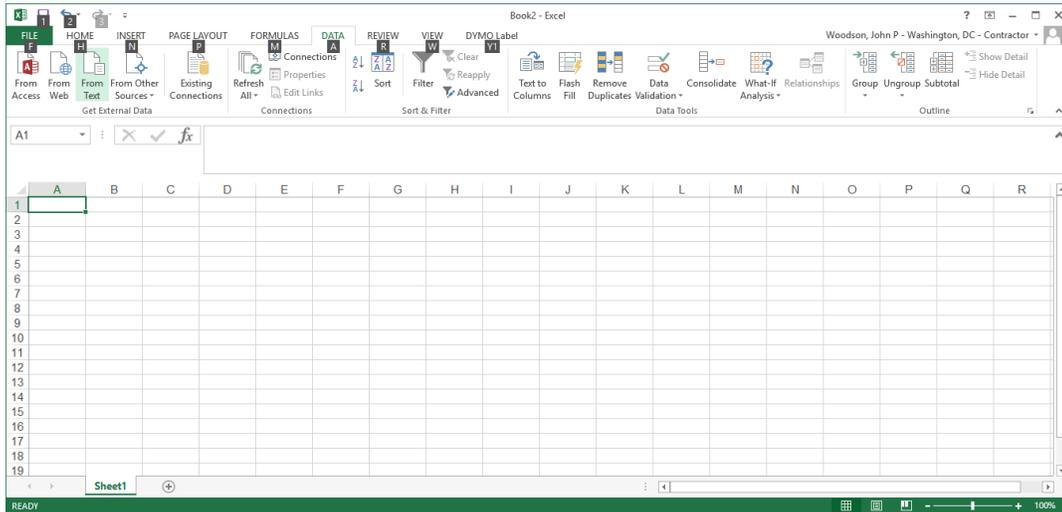 Book2 - Excel
1 2 3
FILE HOME INSERT PAGE LAYOUT FORMULAS DATA REVIEW VIEW DYMO Label Woodson, John P - Washington, DC - Contractor
F H N P M A R W Y1
From Access
From Web
From Text
From Other Sources
Existing Connections
Get External Data
Refresh All
Connections
Properties
Edit Links
Connections
Sort
Filter
Clear
Reapply
Advanced
Sort & Filter
Text to Columns
Flash Fill
Remove Duplicates
Data Validation
Consolidate
What-If Analysis
Relationships
Data Tools
Group
Ungroup
Subtotal
Show Detail
Hide Detail
Outline
A1 fx
A B C D E F G H I J K L M N O P Q R
1
2
3
4
5
6
7
8
9
10
11
12
13
14
15
16
17
18
19
Sheet1
READY 100%